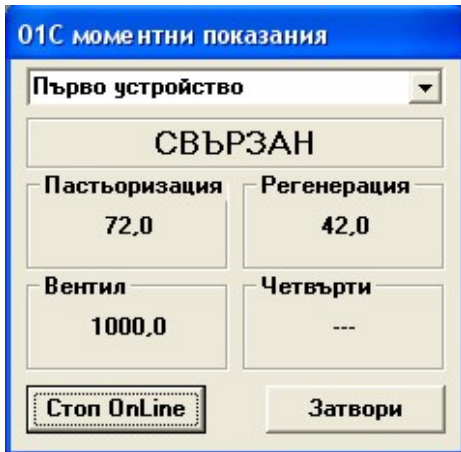 01C моментни показания
Първо устройство
СВЪРЗАН
Пастьоризация
72,0
Регенерация
42,0
Вентил
1000,0
Четвърти
---
Стоп OnLine
Затвори